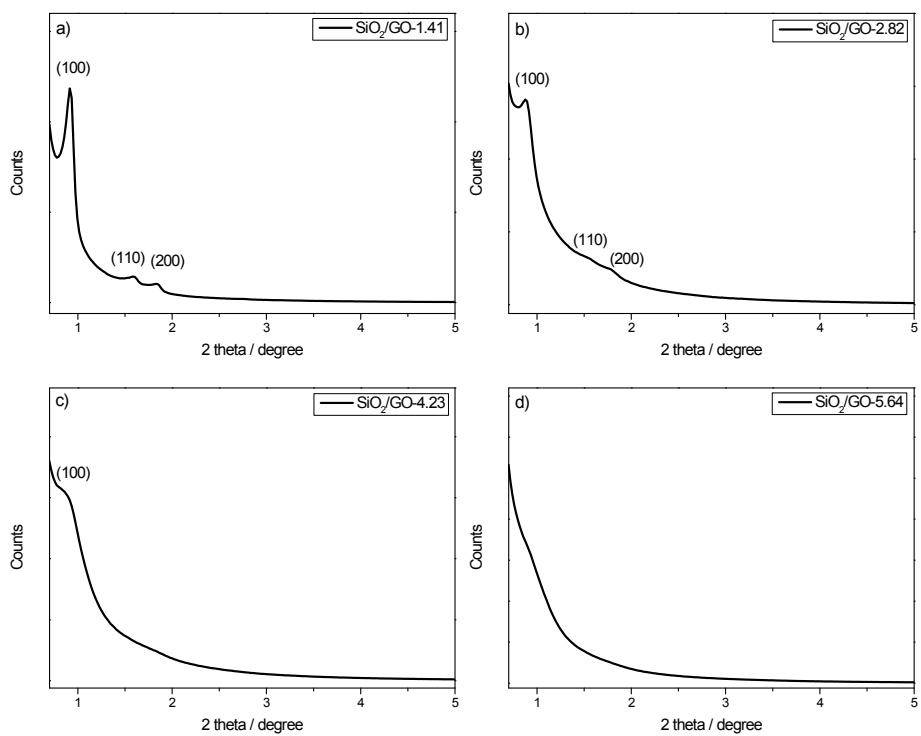 a)
SiO₂/GO-1.41
(100)
(110)
(200)
Counts
1 2 3 4 5
2 theta / degree
b)
SiO₂/GO-2.82
(100)
(110)
(200)
Counts
1 2 3 4 5
2 theta / degree
c)
SiO₂/GO-4.23
(100)
Counts
1 2 3 4 5
2 theta / degree
d)
SiO₂/GO-5.64
Counts
1 2 3 4 5
2 theta / degree